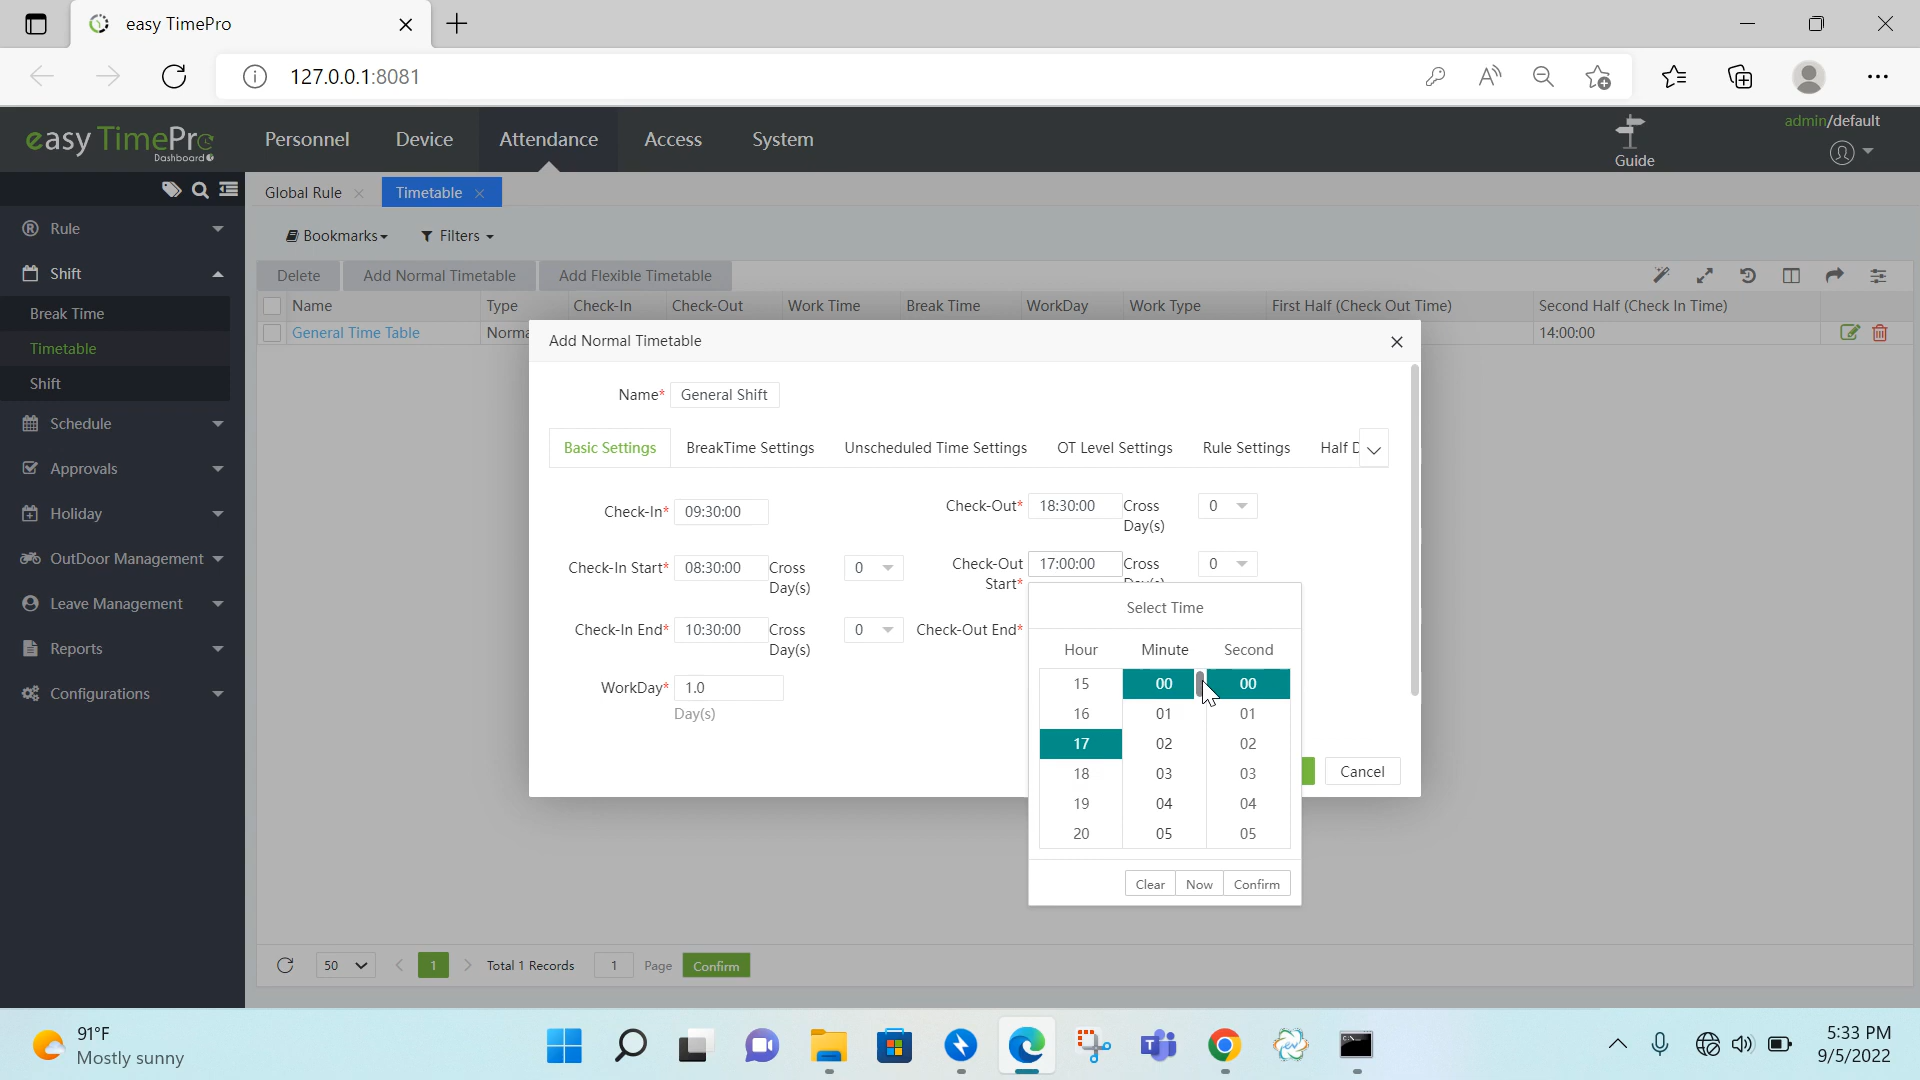 easy TimePro
127.0.0.1:8081
easy TimePro
Dashboard
Personnel
Device
Attendance
Access
System
Guide
admin/default
Global Rule
Timetable
Rule
Shift
Break Time
Timetable
Shift
Schedule
Approvals
Holiday
OutDoor Management
Leave Management
Reports
Configurations
Bookmarks
Filters
Delete
Add Normal Timetable
Add Flexible Timetable
Name Type Check-In Check-Out Work Time Break Time WorkDay Work Type First Half (Check Out Time) Second Half (Check In Time)
General Time Table Norma 14:00:00
Add Normal Timetable
Name* General Shift
Basic Settings BreakTime Settings Unscheduled Time Settings OT Level Settings Rule Settings Half D
Check-In* 09:30:00
Check-Out* 18:30:00 Cross Day(s) 0
Check-In Start* 08:30:00 Cross Day(s) 0
Check-Out Start* 17:00:00 Cross Day(s) 0
Check-In End* 10:30:00 Cross Day(s) 0
Check-Out End*
WorkDay* 1.0
Day(s)
Select Time
Hour Minute Second
15 00 00
16 01 01
17 02 02
18 03 03
19 04 04
20 05 05
Clear Now Confirm
Cancel
50
1
Total 1 Records
1
Page
Confirm
91°F
Mostly sunny
5:33 PM
9/5/2022